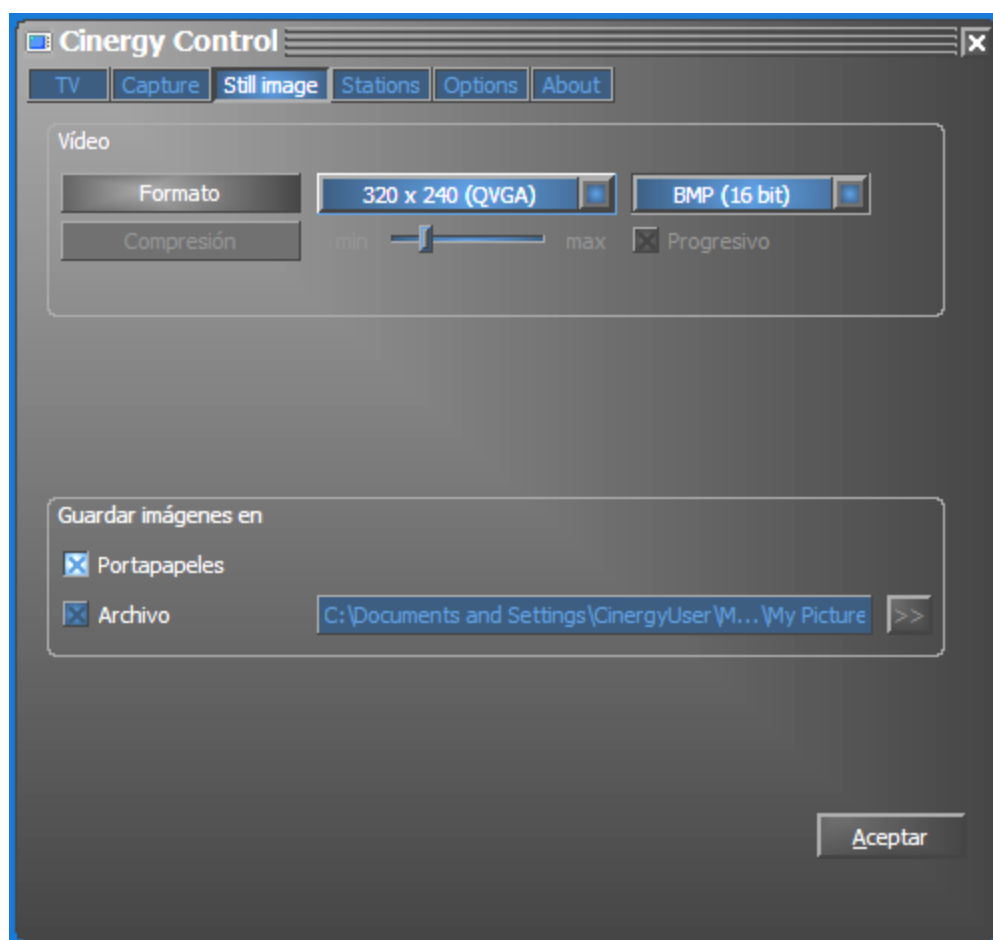 Cinergy Control
TV Capture Still image Stations Options About
Vídeo
Formato 320 x 240 (QVGA) BMP (16 bit)
Compresión min max Progresivo
Guardar imágenes en
Portapapeles
Archivo C:\Documents and Settings\CinergyUser\M...\My Picture >>
Aceptar